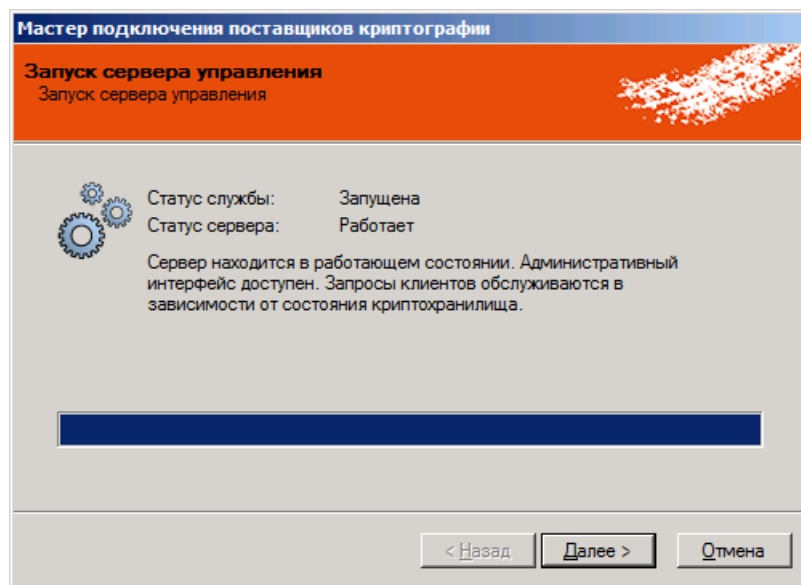 Мастер подключения поставщиков криптографии
Запуск сервера управления
Запуск сервера управления
Статус службы: Запущена
Статус сервера: Работает
Сервер находится в работающем состоянии. Административный
интерфейс доступен. Запросы клиентов обслуживаются в
зависимости от состояния криптохранилища.
< Назад Далее > Отмена